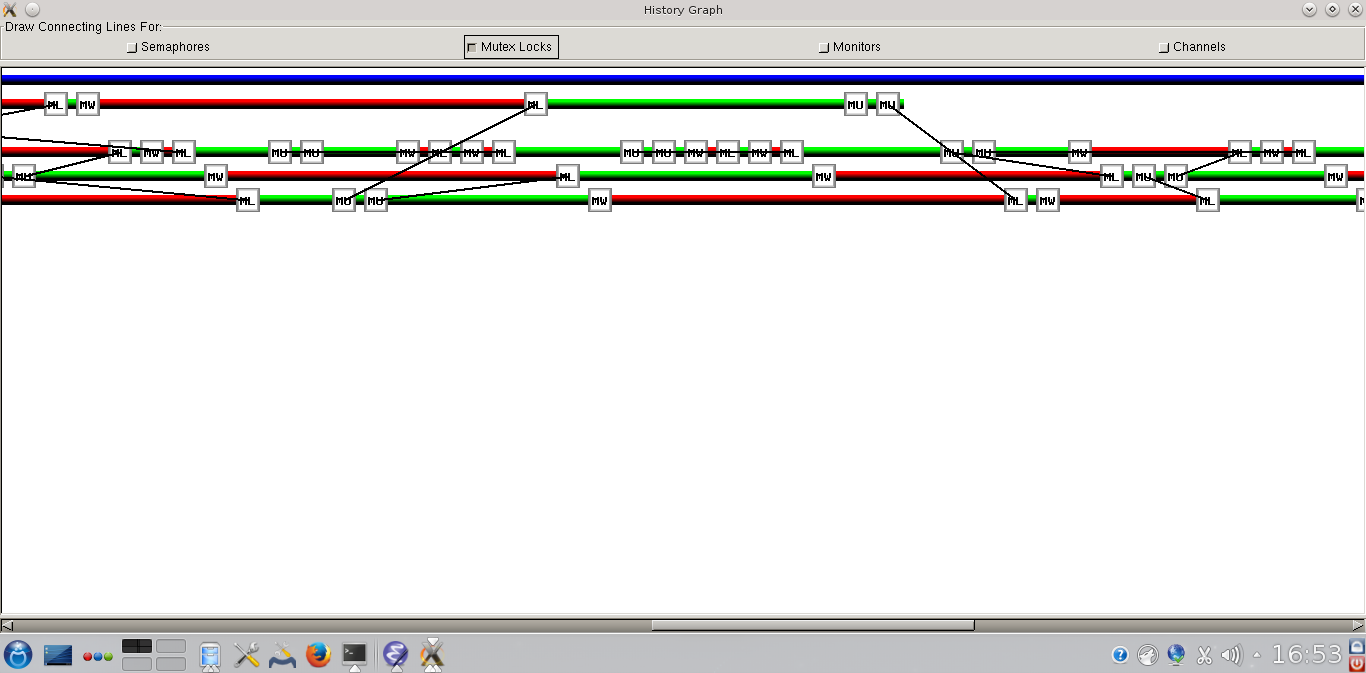 History Graph
Draw Connecting Lines For:
Semaphores Mutex Locks Monitors Channels
ML MW ML MU MU
ML MW ML MU MU MW ML MW ML MU MU MW ML MW ML MU MU MW ML MW ML
MU MW ML MW ML MU MU MW
ML MU MU MW ML MW ML
16:53